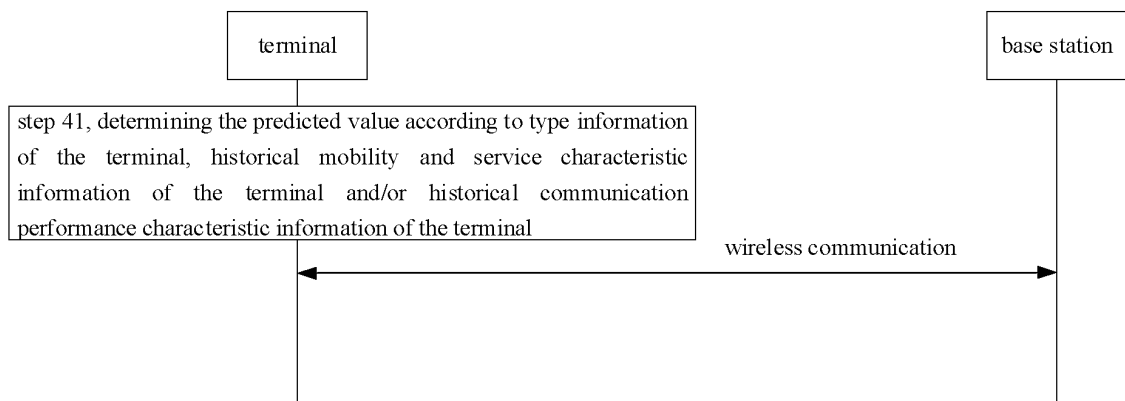 terminal
base station
step 41, determining the predicted value according to type information
of the terminal, historical mobility and service characteristic
information of the terminal and/or historical communication
performance characteristic information of the terminal
wireless communication